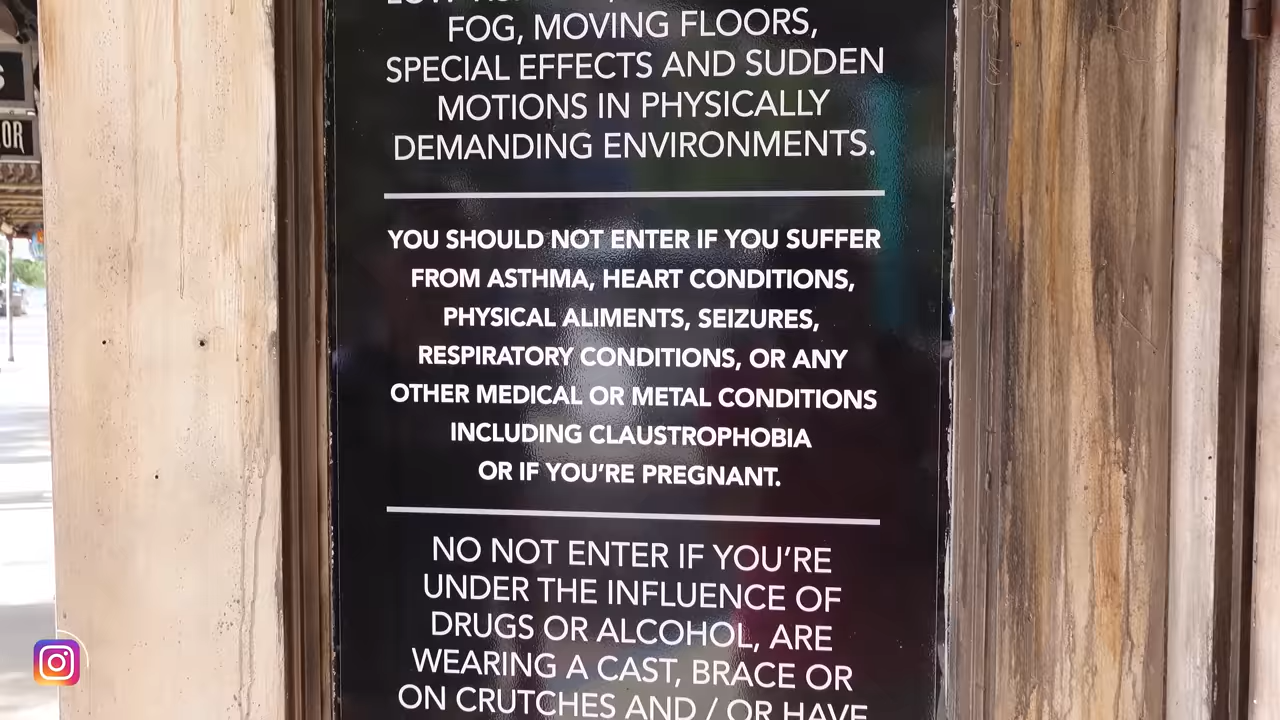 FOG, MOVING FLOORS,
SPECIAL EFFECTS AND SUDDEN
MOTIONS IN PHYSICALLY
DEMANDING ENVIRONMENTS.
YOU SHOULD NOT ENTER IF YOU SUFFER
FROM ASTHMA, HEART CONDITIONS,
PHYSICAL ALIMENTS, SEIZURES,
RESPIRATORY CONDITIONS, OR ANY
OTHER MEDICAL OR METAL CONDITIONS
INCLUDING CLAUSTROPHOBIA
OR IF YOU'RE PREGNANT.
NO NOT ENTER IF YOU'RE
UNDER THE INFLUENCE OF
DRUGS OR ALCOHOL, ARE
WEARING A CAST, BRACE OR
ON CRUTCHES AND / OR HAVE